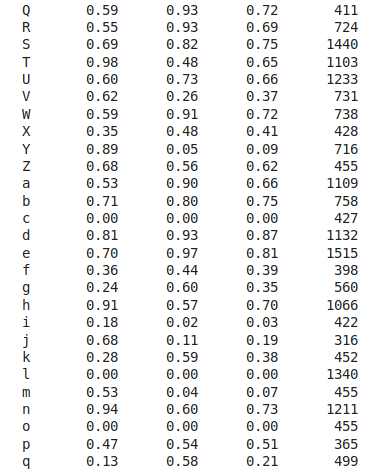 Q 0.59 0.93 0.72 411
R 0.55 0.93 0.69 724
S 0.69 0.82 0.75 1440
T 0.98 0.48 0.65 1103
U 0.60 0.73 0.66 1233
V 0.62 0.26 0.37 731
W 0.59 0.91 0.72 738
X 0.35 0.48 0.41 428
Y 0.89 0.05 0.09 716
Z 0.68 0.56 0.62 455
a 0.53 0.90 0.66 1109
b 0.71 0.80 0.75 758
c 0.00 0.00 0.00 427
d 0.81 0.93 0.87 1132
e 0.70 0.97 0.81 1515
f 0.36 0.44 0.39 398
g 0.24 0.60 0.35 560
h 0.91 0.57 0.70 1066
i 0.18 0.02 0.03 422
j 0.68 0.11 0.19 316
k 0.28 0.59 0.38 452
l 0.00 0.00 0.00 1340
m 0.53 0.04 0.07 455
n 0.94 0.60 0.73 1211
o 0.00 0.00 0.00 455
p 0.47 0.54 0.51 365
q 0.13 0.58 0.21 499